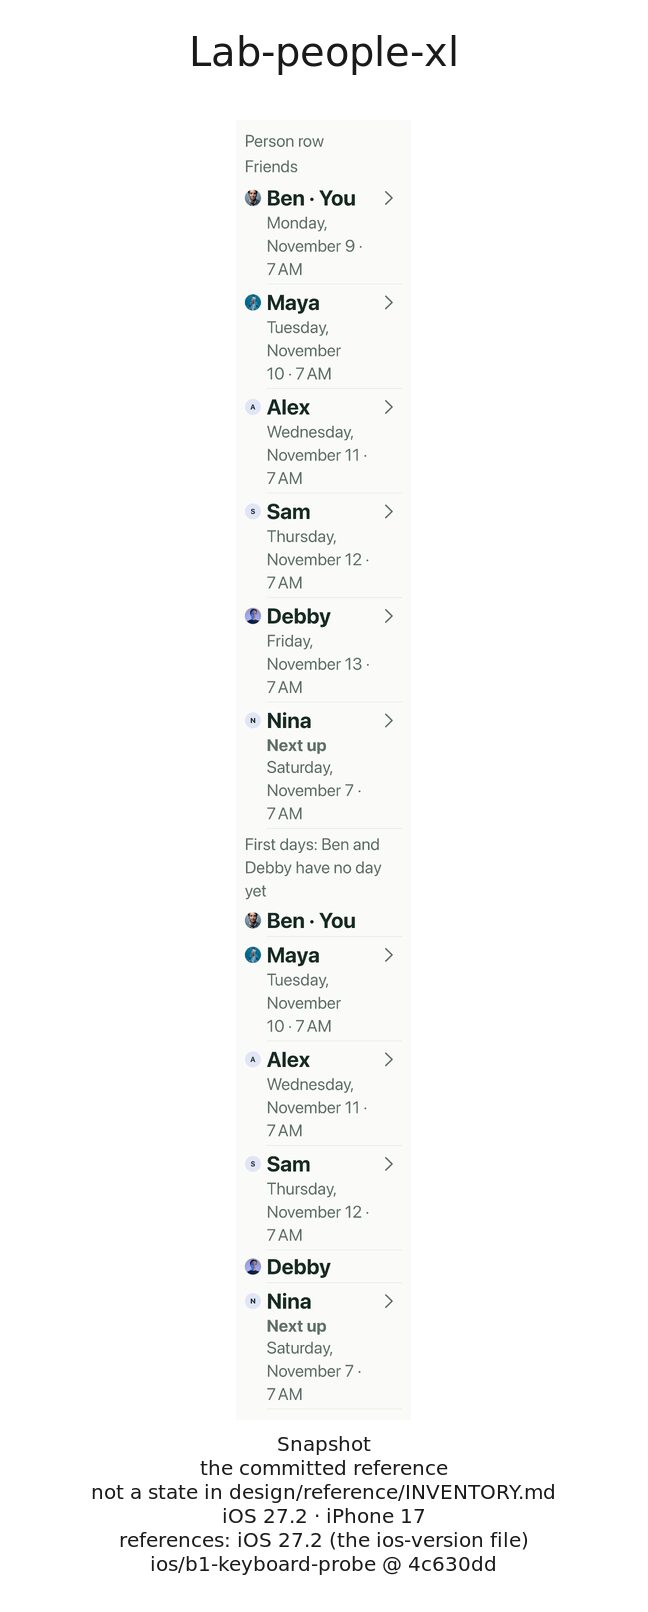 Lab-people-xl
Person row
Friends
Ben · You
Monday,
November 9 ·
7 AM
Maya
Tuesday,
November
10 · 7 AM
A
Alex
Wednesday,
November 11 ·
7 AM
S
Sam
Thursday,
November 12 ·
7 AM
Debby
Friday,
November 13 ·
7 AM
N
Nina
Next up
Saturday,
November 7 ·
7 AM
First days: Ben and
Debby have no day
yet
Ben · You
Maya
Tuesday,
November
10 · 7 AM
A
Alex
Wednesday,
November 11 ·
7 AM
S
Sam
Thursday,
November 12 ·
7 AM
Debby
N
Nina
Next up
Saturday,
November 7 ·
7 AM
Snapshot
the committed reference
not a state in design/reference/INVENTORY.md
iOS 27.2 · iPhone 17
references: iOS 27.2 (the ios-version file)
ios/b1-keyboard-probe @ 4c630dd